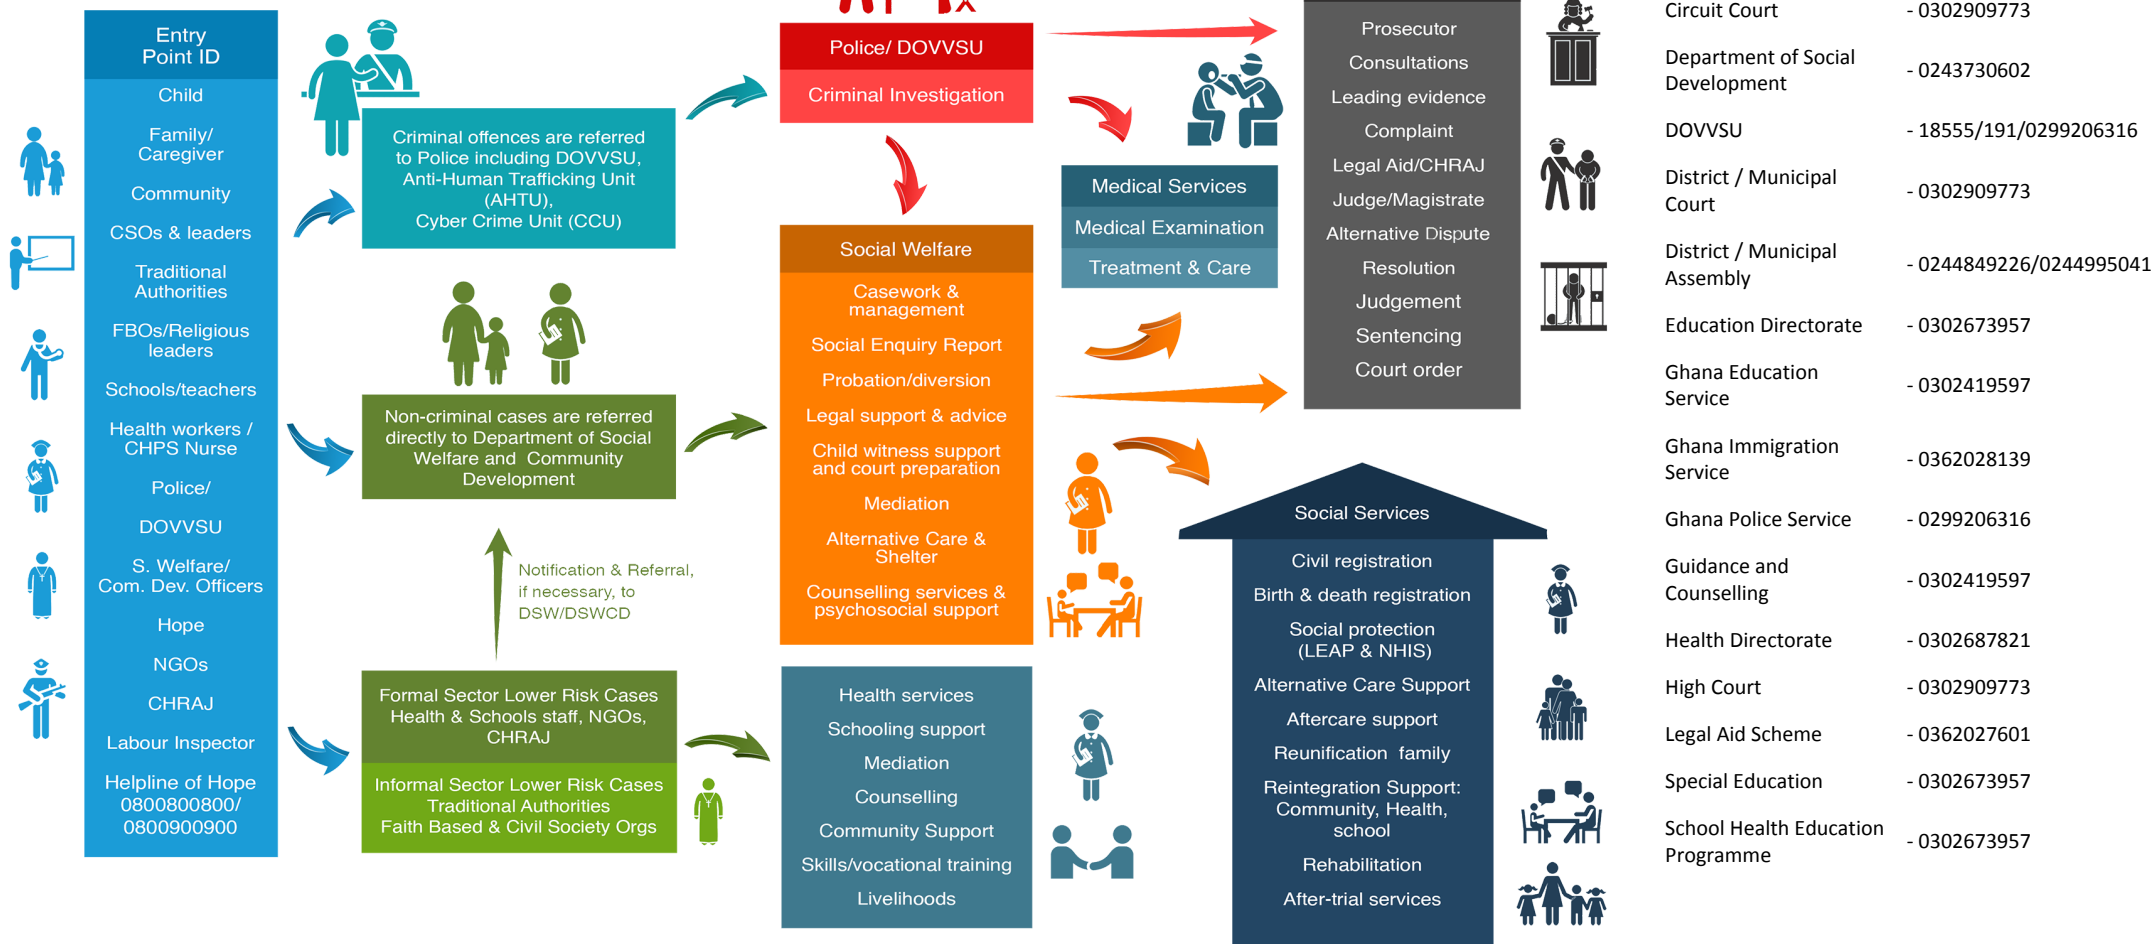 Entry
Point ID
Child
Family/
Caregiver
Community
CSOs & leaders
Traditional
Authorities
FBOs/Religious
leaders
Schools/teachers
Health workers /
CHPS Nurse
Police/
DOVVSU
S. Welfare/
Com. Dev. Officers
Hope
NGOs
CHRAJ
Labour Inspector
Helpline of Hope
0800800800/
0800900900
Criminal offences are referred
to Police including DOVVSU,
Anti-Human Trafficking Unit
(AHTU),
Cyber Crime Unit (CCU)
Non-criminal cases are referred
directly to Department of Social
Welfare and Community
Development
Notification & Referral,
if necessary, to
DSW/DSWCD
Formal Sector Lower Risk Cases
Health & Schools staff, NGOs,
CHRAJ
Informal Sector Lower Risk Cases
Traditional Authorities
Faith Based & Civil Society Orgs
Police/ DOVVSU
Criminal Investigation
Social Welfare
Casework &
management
Social Enquiry Report
Probation/diversion
Legal support & advice
Child witness support
and court preparation
Mediation
Alternative Care &
Shelter
Counselling services &
psychosocial support
Health services
Schooling support
Mediation
Counselling
Community Support
Skills/vocational training
Livelihoods
Medical Services
Medical Examination
Treatment & Care
Prosecutor
Consultations
Leading evidence
Complaint
Legal Aid/CHRAJ
Judge/Magistrate
Alternative Dispute
Resolution
Judgement
Sentencing
Court order
Social Services
Civil registration
Birth & death registration
Social protection
(LEAP & NHIS)
Alternative Care Support
Aftercare support
Reunification family
Reintegration Support:
Community, Health,
school
Rehabilitation
After-trial services
Circuit Court - 0302909773
Department of Social
Development - 0243730602
DOVVSU - 18555/191/0299206316
District / Municipal
Court - 0302909773
District / Municipal
Assembly - 0244849226/0244995041
Education Directorate - 0302673957
Ghana Education
Service - 0302419597
Ghana Immigration
Service - 0362028139
Ghana Police Service - 0299206316
Guidance and
Counselling - 0302419597
Health Directorate - 0302687821
High Court - 0302909773
Legal Aid Scheme - 0362027601
Special Education - 0302673957
School Health Education
Programme - 0302673957